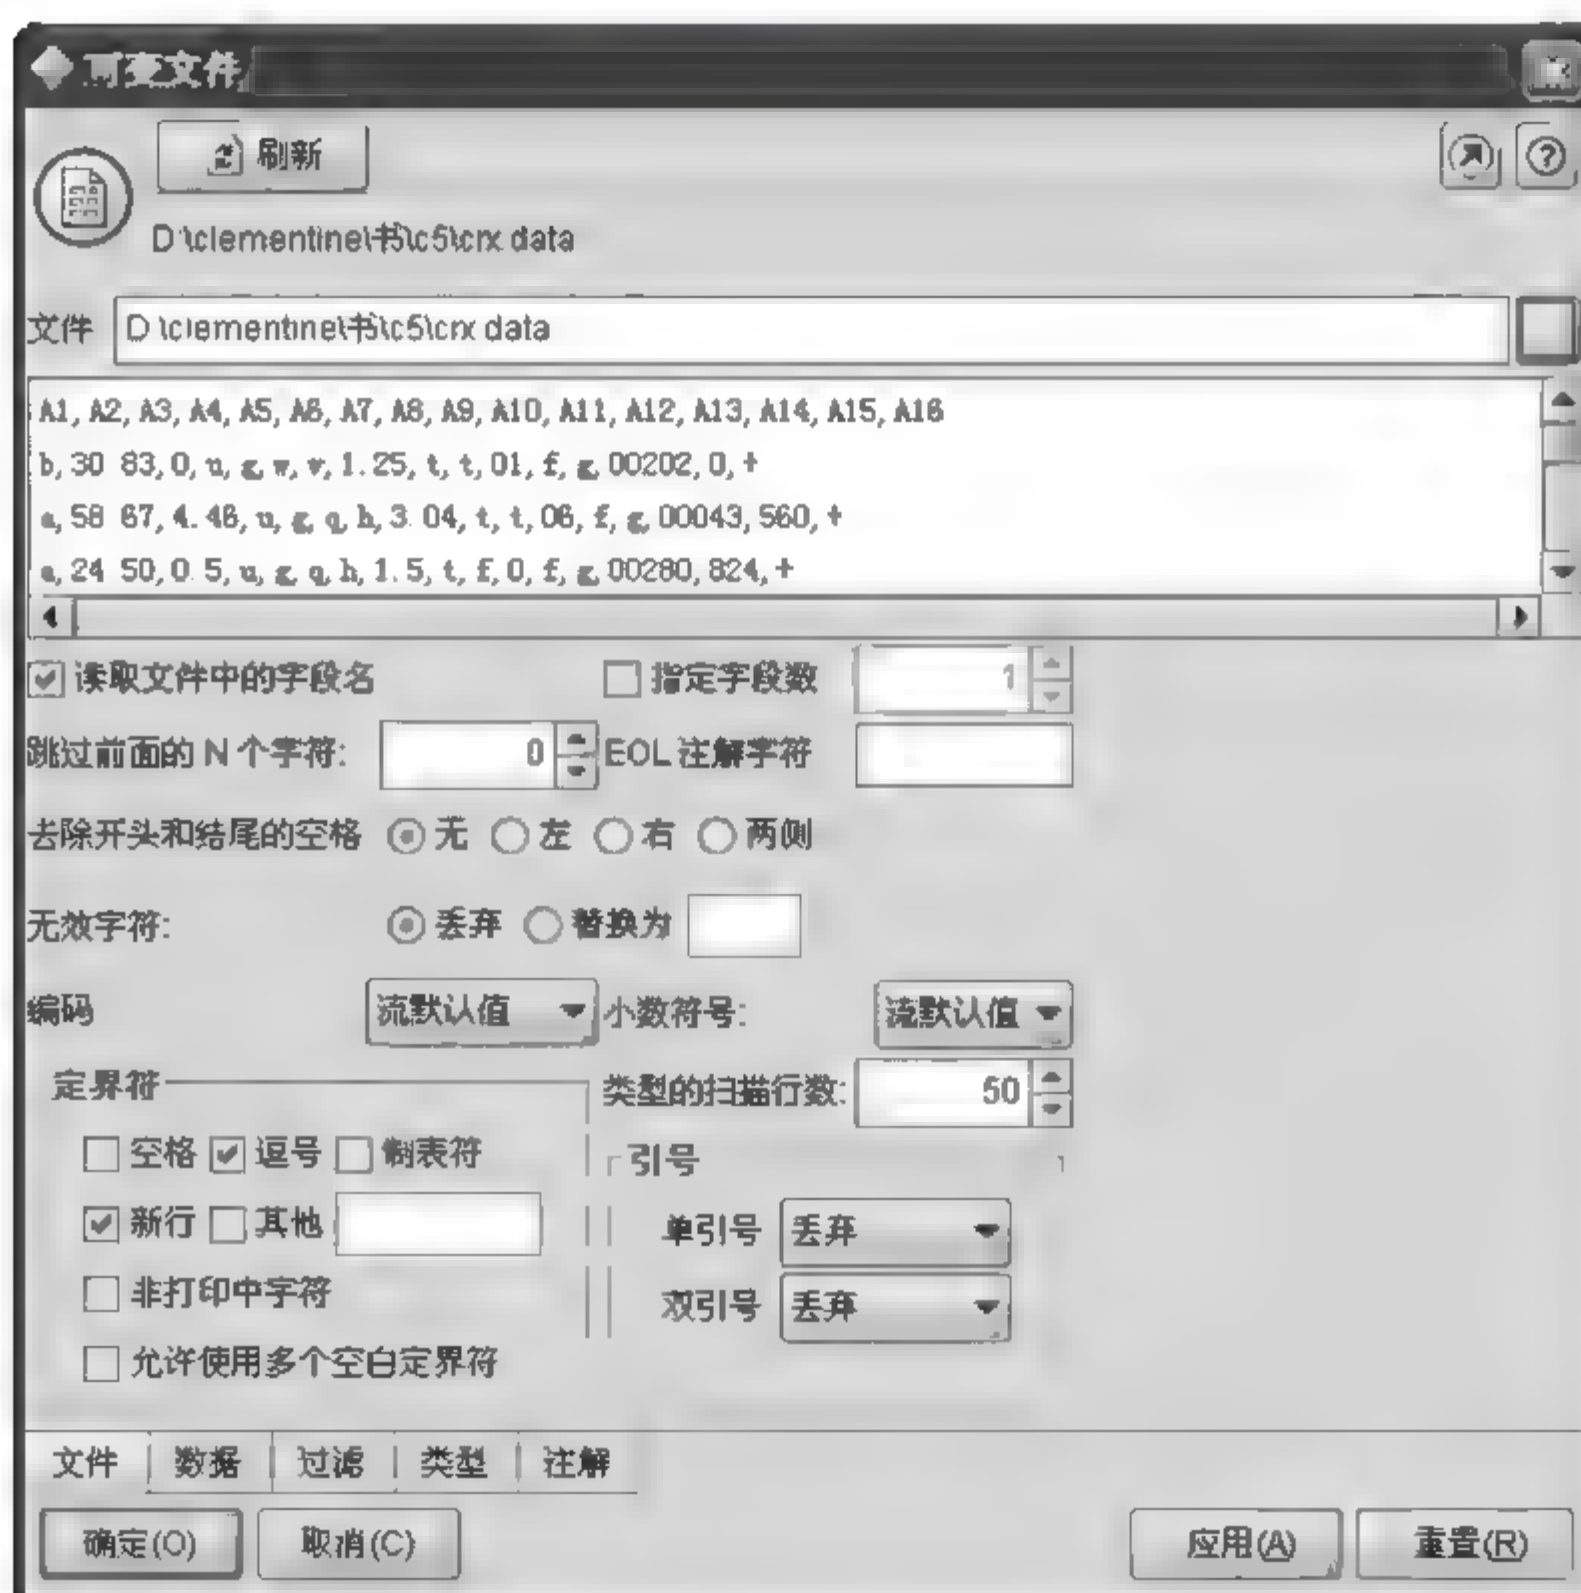 可变文件
刷新
D \clementine\书\c5\crx data
文件 D \clementine\书\c5\crx data
A1, A2, A3, A4, A5, A6, A7, A8, A9, A10, A11, A12, A13, A14, A15, A16
b, 30 83, 0, u, g, w, v, 1.25, t, t, 01, f, g, 00202, 0, +
a, 58 67, 4.46, u, g, q, h, 3 04, t, t, 06, f, g, 00043, 560, +
a, 24 50, 0 5, u, g, q, h, 1.5, t, f, 0, f, g, 00280, 824, +
读取文件中的字段名 指定字段数 1
跳过前面的 N 个字符: 0 EOL 注解字符
去除开头和结尾的空格 无 左 右 两侧
无效字符: 丢弃 替换为
编码 流默认值 小数符号: 流默认值
定界符 类型的扫描行数: 50
空格 逗号 制表符 引号
新行 其他 单引号 丢弃
非打印中字符 双引号 丢弃
允许使用多个空白定界符
文件 数据 过滤 类型 注解
确定(O) 取消(C) 应用(A) 重置(R)